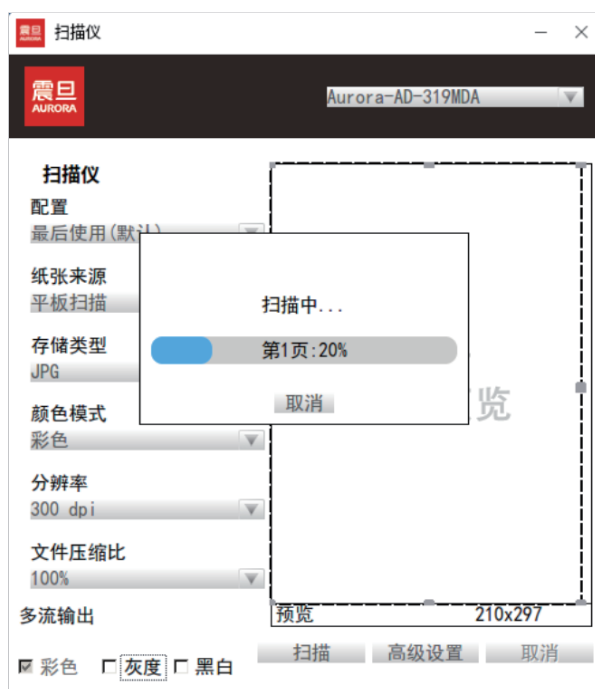 震旦
AURORA
扫描仪
震旦
AURORA
Aurora-AD-319MDA
扫描仪
配置
最后使用(默认)
纸张来源
平板扫描
存储类型
JPG
颜色模式
彩色
分辨率
300 dpi
文件压缩比
100%
多流输出
彩色 灰度 黑白
扫描中...
第1页:20%
取消
览
预览 210x297
扫描 高级设置 取消